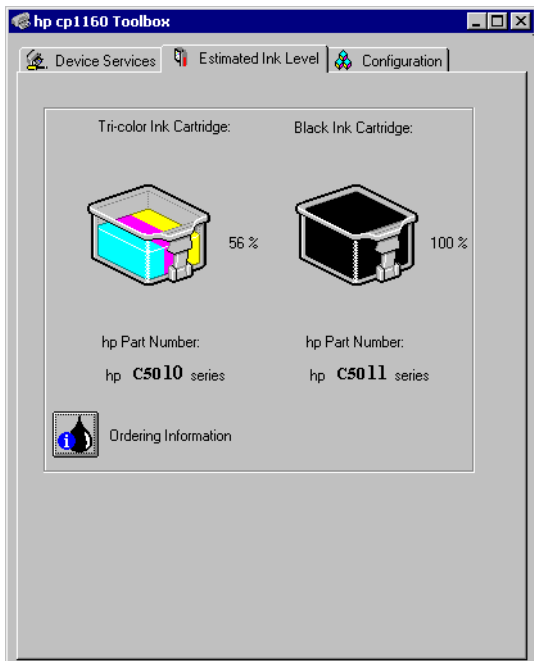 hp cp1160 Toolbox
Device Services Estimated Ink Level Configuration
Tri-color Ink Cartridge: Black Ink Cartridge:
56 % 100 %
hp Part Number: hp Part Number:
hp C5010 series hp C5011 series
i Ordering Information